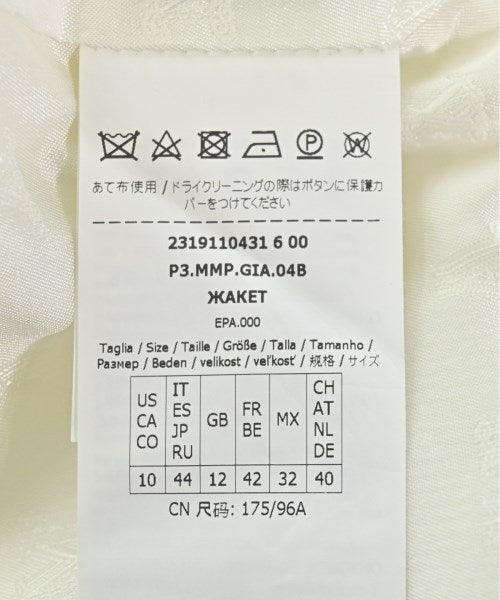 P
W
あて布使用 / ドライクリーニングの際はボタンに保護カ
バーをつけてください
2319110431 6 00
P3.MMP.GIA.04B
ЖАКЕТ
EPA.000
Taglia / Size / Taille / Größe / Talla / Tamanho /
Размер / Beden / velikost / veľkosť / 规格 / サイズ
US CA CO IT ES JP RU GB FR BE MX CH AT NL DE
10 44 12 42 32 40
CN 尺码: 175/96A